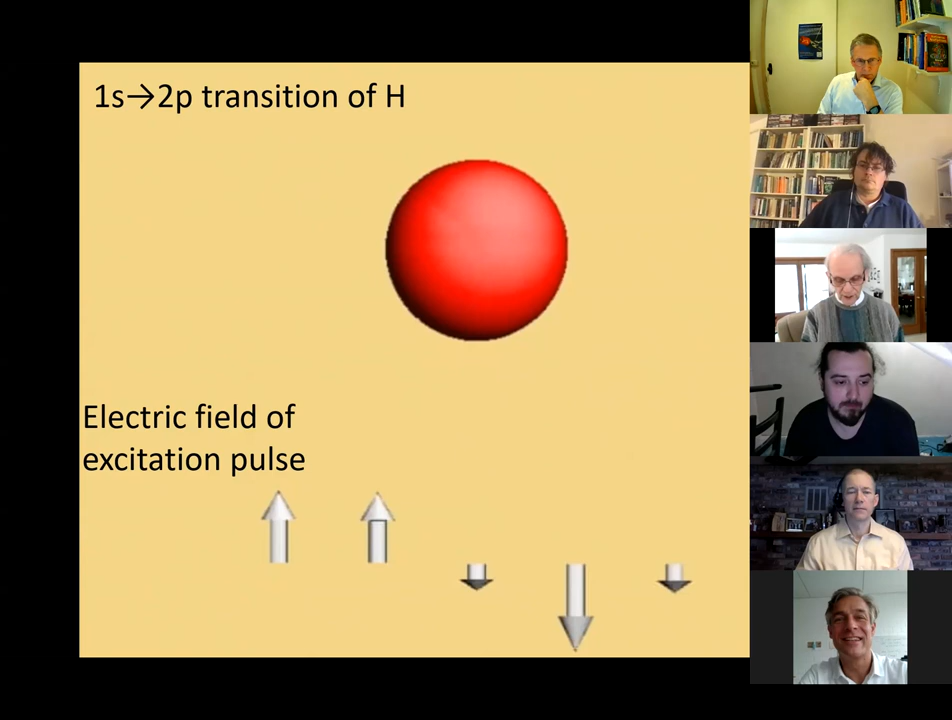 1s→2p transition of H
Electric field of
excitation pulse